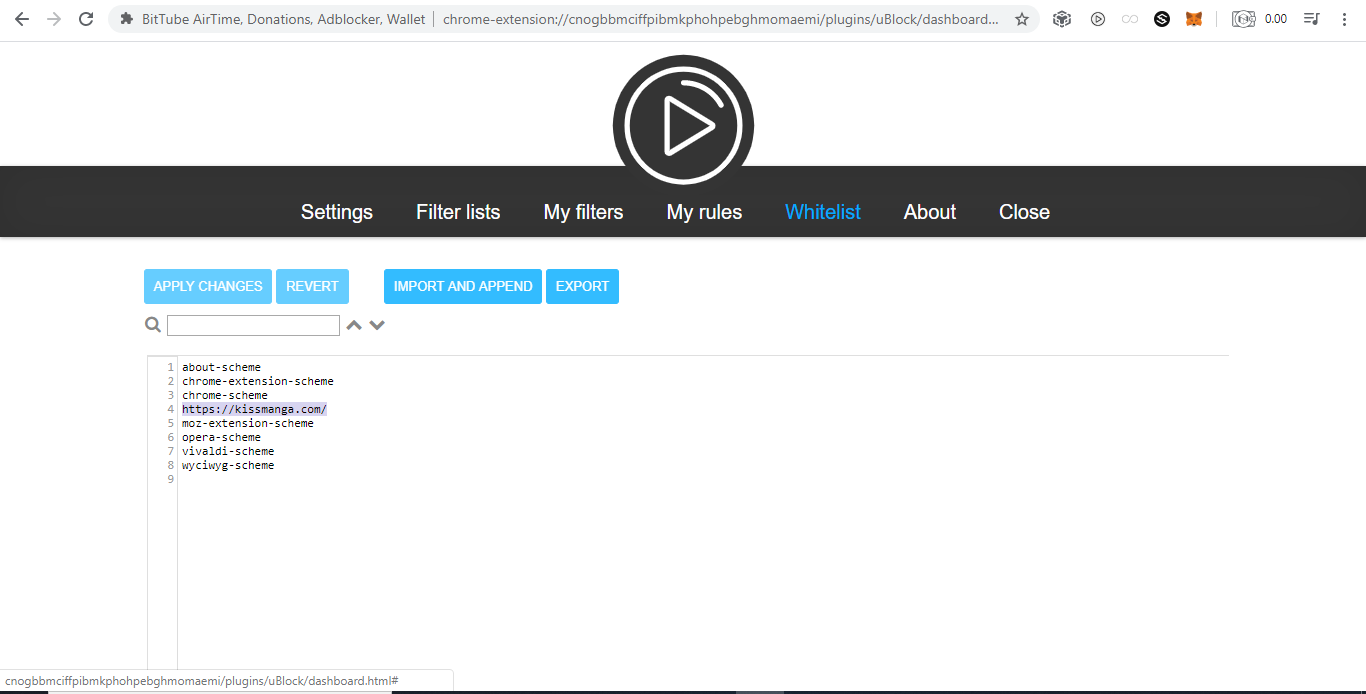 BitTube AirTime, Donations, Adblocker, Wallet chrome-extension://cnogbbmciffpibmkphohpebghmomaemi/plugins/uBlock/dashboard... 0.00
Settings Filter lists My filters My rules Whitelist About Close
APPLY CHANGES REVERT IMPORT AND APPEND EXPORT
1 about-scheme
2 chrome-extension-scheme
3 chrome-scheme
4 https://kissmanga.com/
5 moz-extension-scheme
6 opera-scheme
7 vivaldi-scheme
8 wyciwyg-scheme
9
cnogbbmciffpibmkphohpebghmomaemi/plugins/uBlock/dashboard.html#